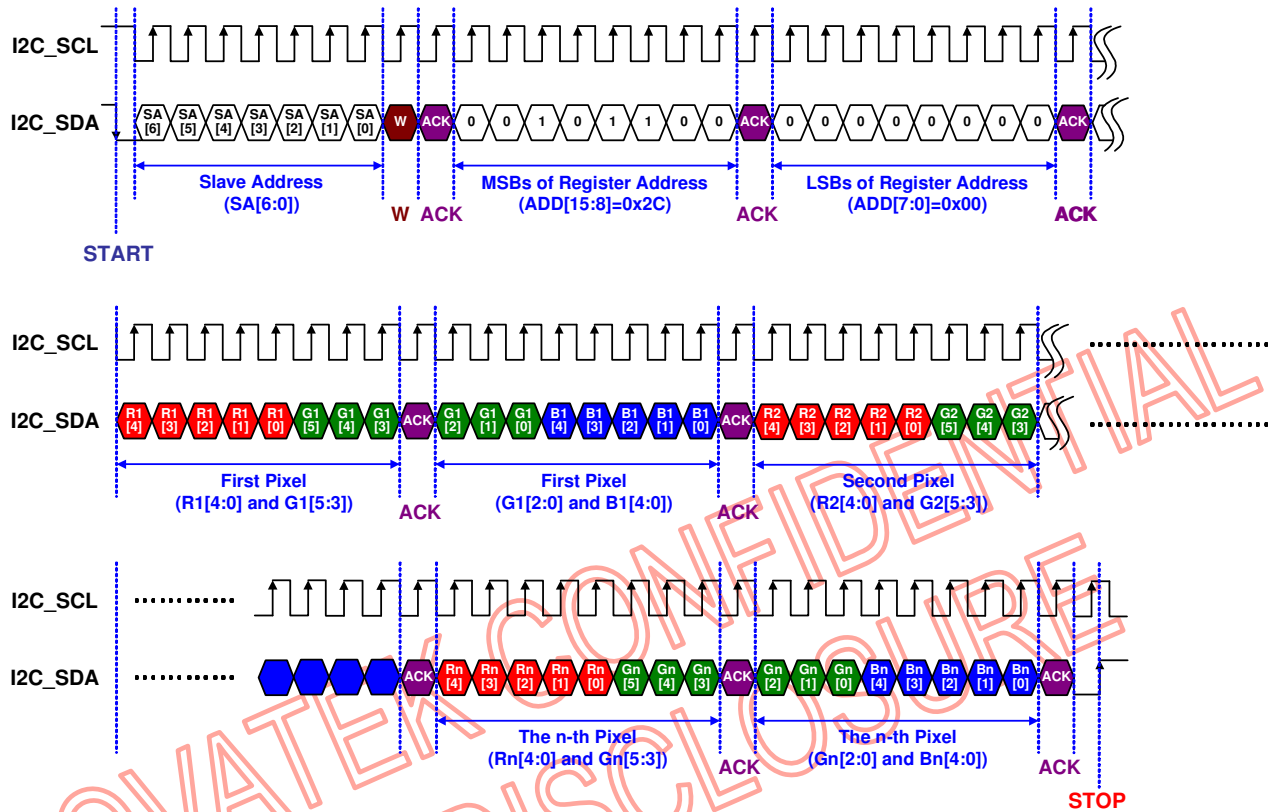 I2C_SCL
I2C_SDA
SA [6] SA [5] SA [4] SA [3] SA [2] SA [1] SA [0] W ACK 0 0 1 0 1 1 0 0 ACK 0 0 0 0 0 0 0 0 ACK
Slave Address
(SA[6:0])
MSBs of Register Address
(ADD[15:8]=0x2C)
LSBs of Register Address
(ADD[7:0]=0x00)
W ACK ACK ACK
START
I2C_SCL
I2C_SDA
R1 [4] R1 [3] R1 [2] R1 [1] R1 [0] G1 [5] G1 [4] G1 [3] ACK G1 [2] G1 [1] G1 [0] B1 [4] B1 [3] B1 [2] B1 [1] B1 [0] ACK R2 [4] R2 [3] R2 [2] R2 [1] R2 [0] G2 [5] G2 [4] G2 [3]
First Pixel
(R1[4:0] and G1[5:3])
First Pixel
(G1[2:0] and B1[4:0])
Second Pixel
(R2[4:0] and G2[5:3])
ACK ACK
I2C_SCL
I2C_SDA
ACK Rn [4] Rn [3] Rn [2] Rn [1] Rn [0] Gn [5] Gn [4] Gn [3] ACK Gn [2] Gn [1] Gn [0] Bn [4] Bn [3] Bn [2] Bn [1] Bn [0] ACK
The n-th Pixel
(Rn[4:0] and Gn[5:3])
The n-th Pixel
(Gn[2:0] and Bn[4:0])
ACK ACK
STOP
OVATEK CONFIDENTIAL
DISCLOSURE